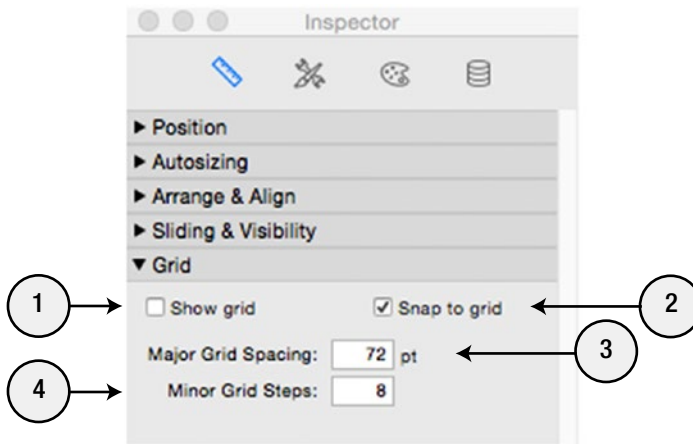 Inspector
Position
Autosizing
Arrange & Align
Sliding & Visibility
Grid
1 Show grid Snap to grid 2
Major Grid Spacing: 72 pt 3
4 Minor Grid Steps: 8